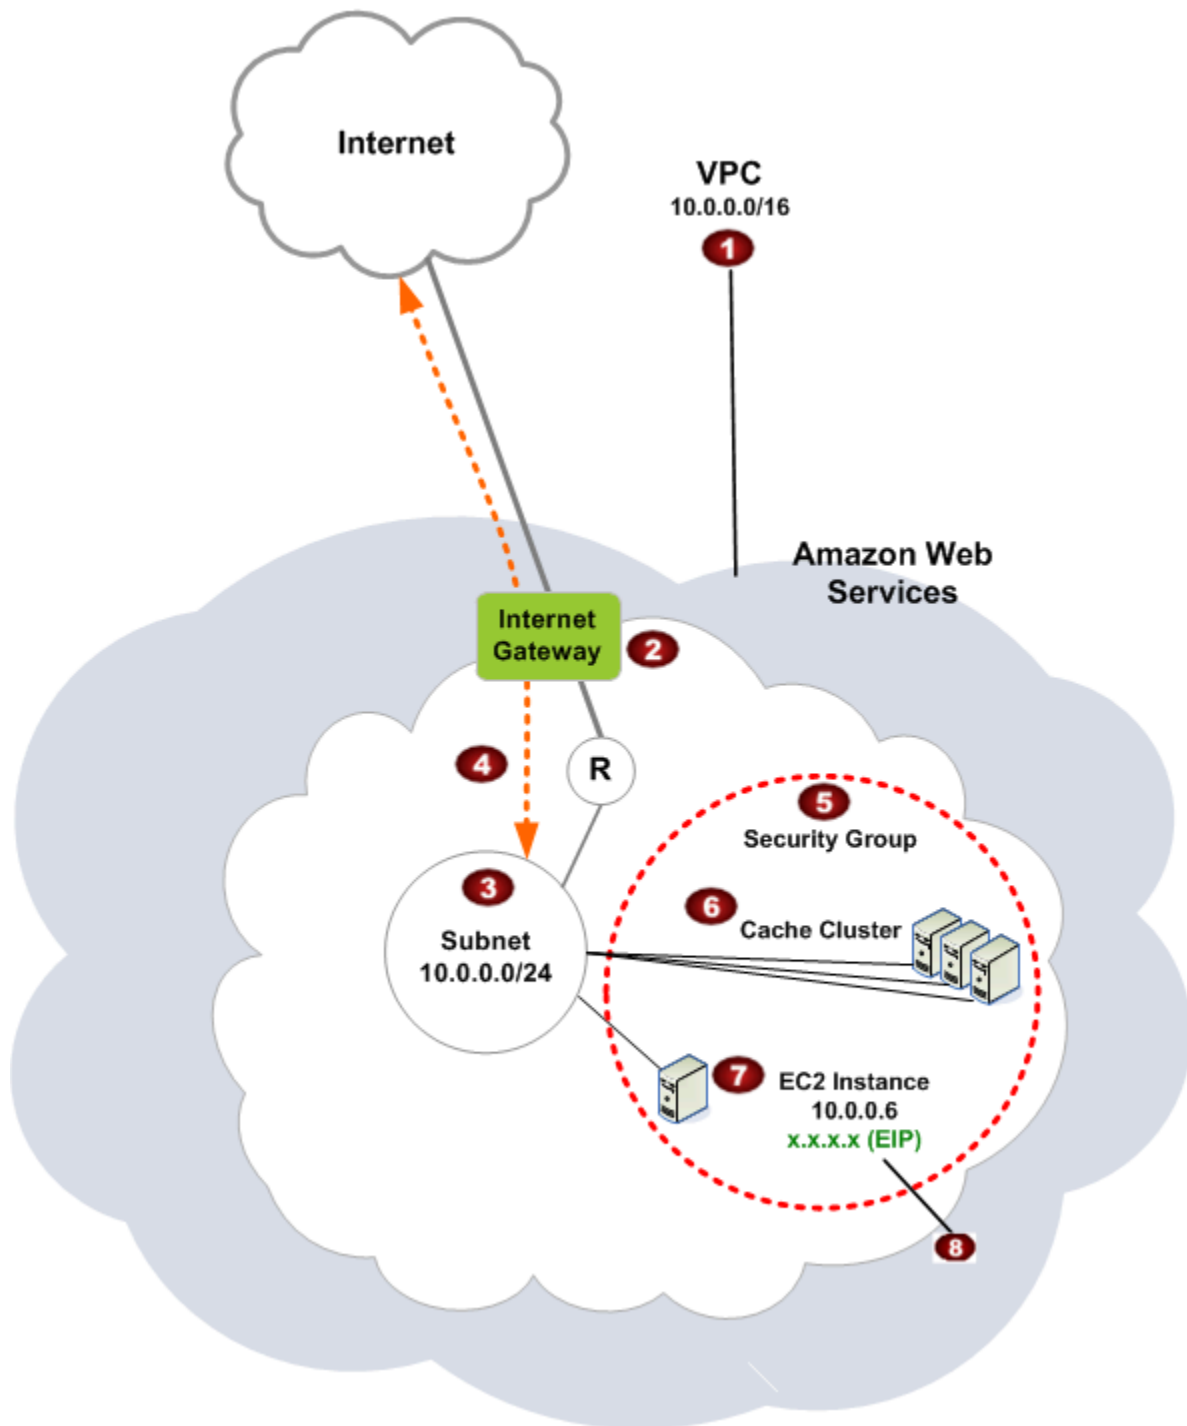 Internet
VPC
10.0.0.0/16
1
Amazon Web
Services
Internet
Gateway
2
4
R
5
Security Group
3
Subnet
10.0.0.0/24
6
Cache Cluster
7
EC2 Instance
10.0.0.6
x.x.x.x (EIP)
8